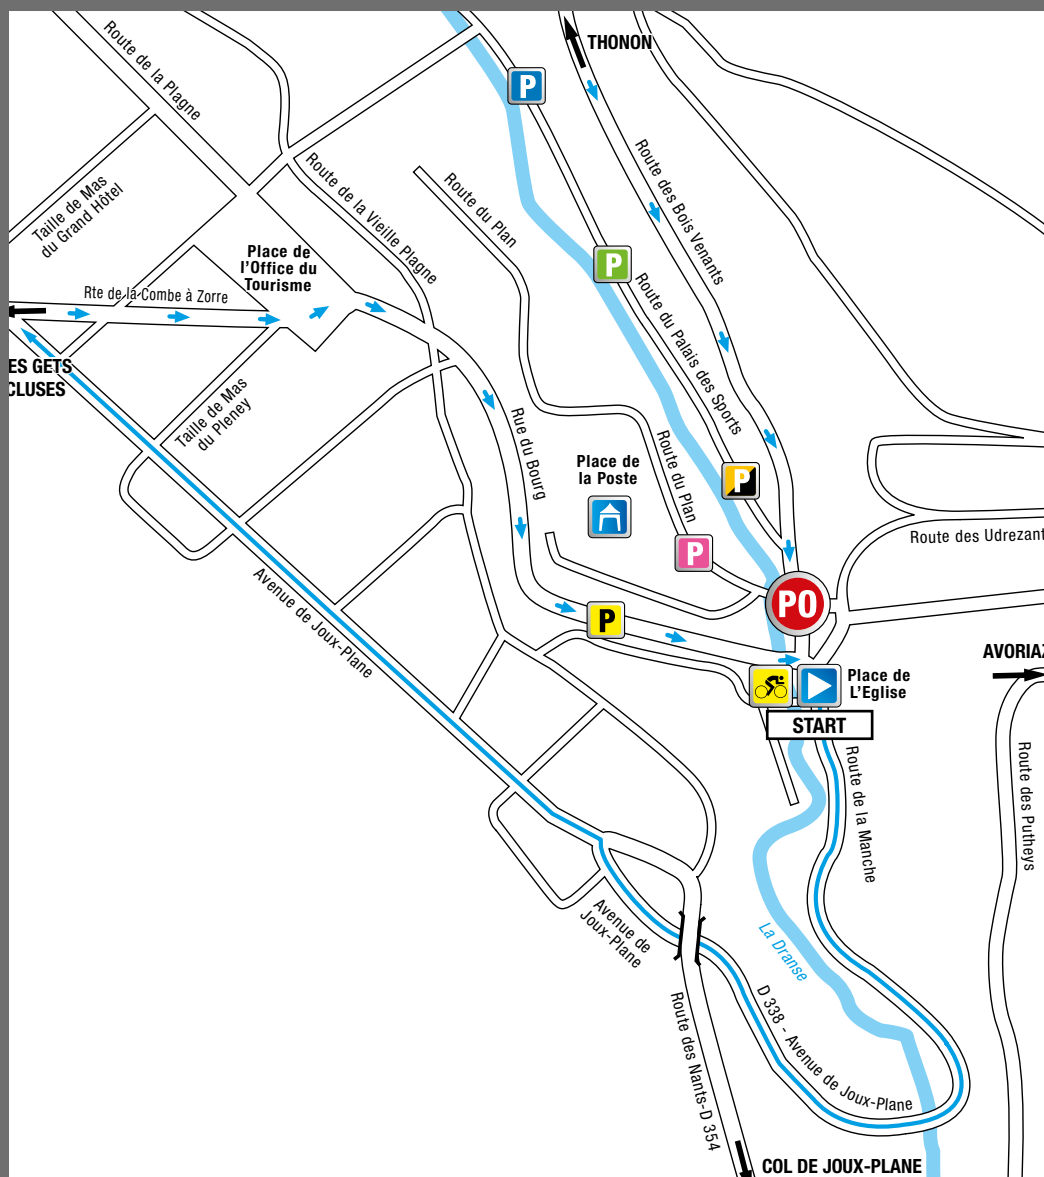 THONON
Route de la Plagne
P
Route des Bois Venants
Route de la Vieille Plagne
Route du Plan
Taille de Mas
du Grand Hôtel
Place de
l'Office du
Tourisme
P
Rte de la Combe à Zorre
Route du Palais des Sports
ES GETS
CLUSES
Taille de Mas
du Pleney
Rue du Bourg
Place de
la Poste
Route du Plan
P
Route des Udrezant
P
Avenue de Joux-Plane
PO
P
AVORIAZ
Place de
L'Eglise
START
Route de la Manche
Route des Putheys
Avenue de
Joux-Plane
La Dranse
D 338 - Avenue de Joux-Plane
Route des Nants-D 354
COL DE JOUX-PLANE